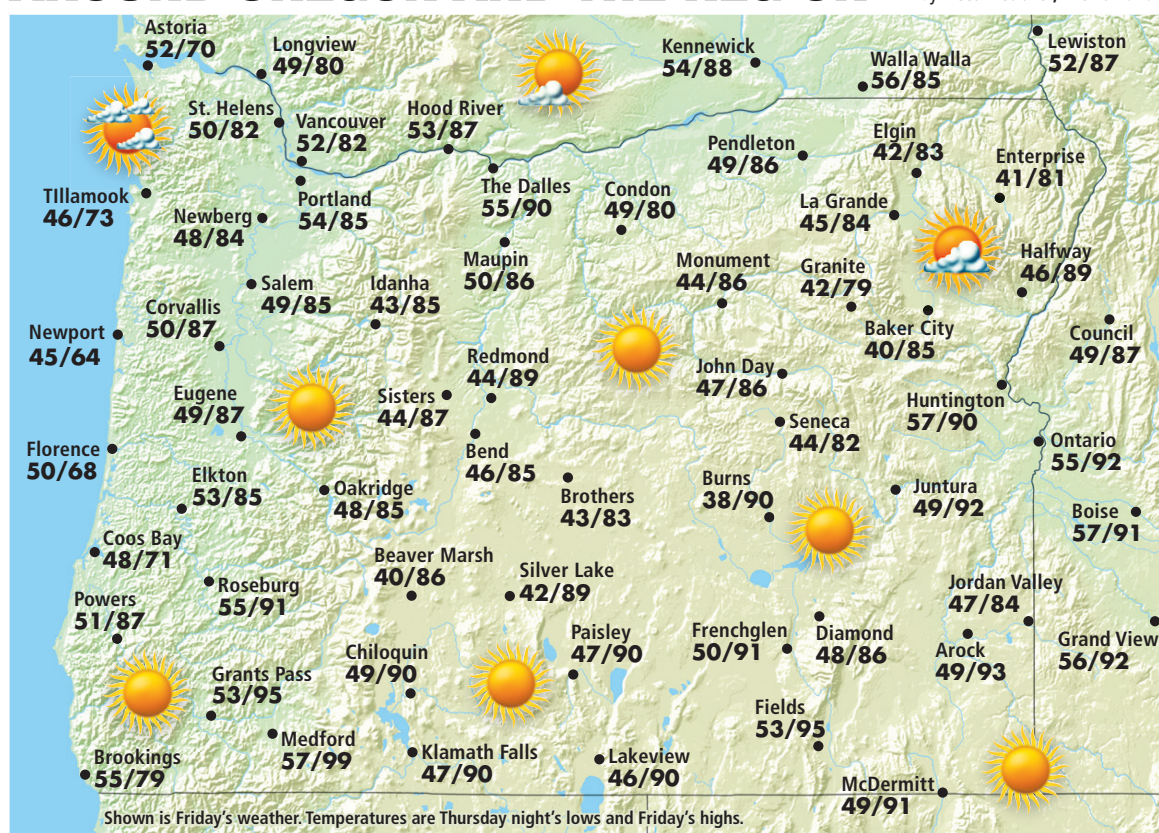 Astoria
52/70
Longview
49/80
Kennewick
54/88
Walla Walla
56/85
Lewiston
52/87
St. Helens
50/82
Vancouver
52/82
Hood River
53/87
Pendleton
49/86
Elgin
42/83
Enterprise
41/81
TIllamook
46/73
Newberg
48/84
Portland
54/85
The Dalles
55/90
Condon
49/80
La Grande
45/84
Maupin
50/86
Monument
44/86
Granite
42/79
Halfway
46/89
Salem
49/85
Idanha
43/85
Corvallis
50/87
Newport
45/64
Baker City
40/85
Council
49/87
Redmond
44/89
John Day
47/86
Eugene
49/87
Sisters
44/87
Huntington
57/90
Seneca
44/82
Florence
50/68
Bend
46/85
Ontario
55/92
Elkton
53/85
Oakridge
48/85
Brothers
43/83
Burns
38/90
Juntura
49/92
Boise
57/91
Coos Bay
48/71
Beaver Marsh
40/86
Silver Lake
42/89
Roseburg
55/91
Jordan Valley
47/84
Powers
51/87
Paisley
47/90
Frenchglen
50/91
Diamond
48/86
Arock
49/93
Grand View
56/92
Chiloquin
49/90
Grants Pass
53/95
Fields
53/95
Medford
57/99
Klamath Falls
47/90
Lakeview
46/90
Brookings
55/79
McDermitt
49/91
Shown is Friday's weather. Temperatures are Thursday night's lows and Friday's highs.